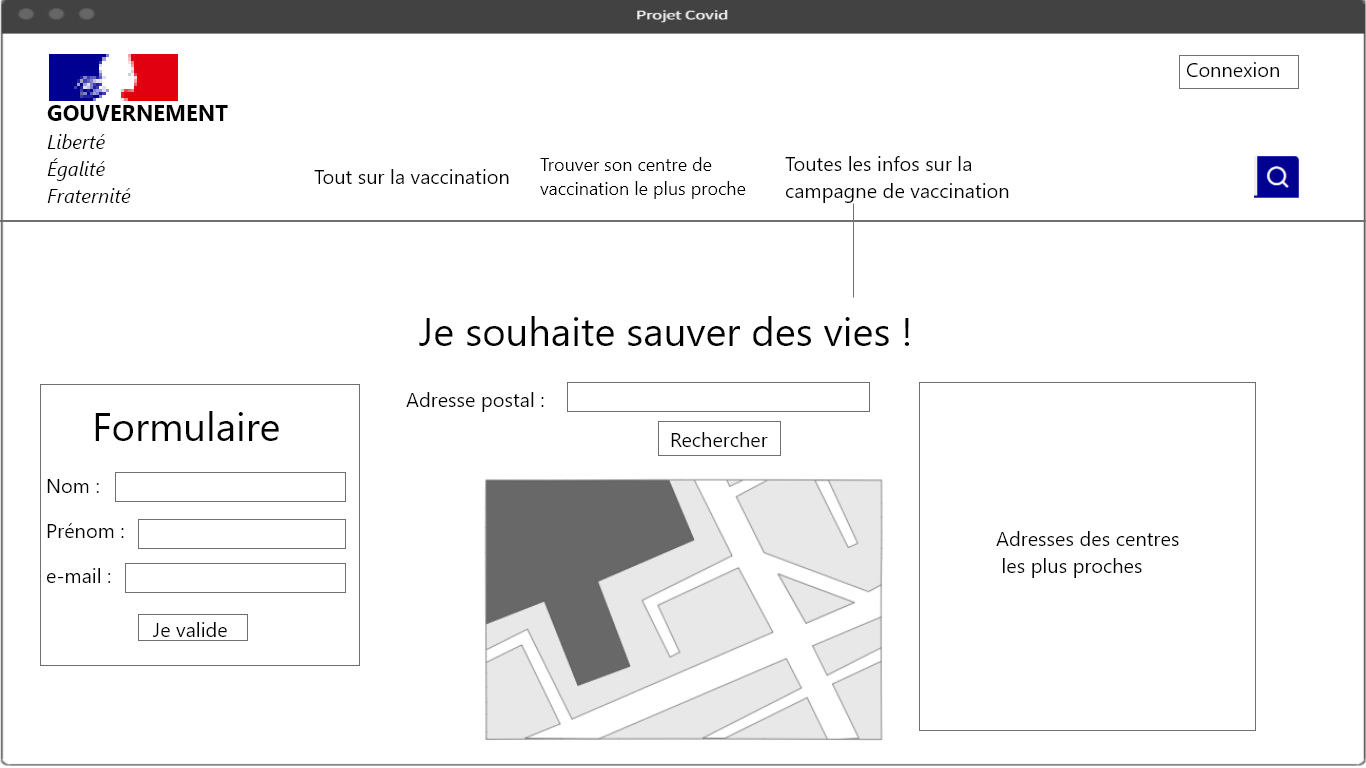 Projet Covid
Connexion
GOUVERNEMENT
Liberté
Égalité
Fraternité
Tout sur la vaccination
Trouver son centre de
vaccination le plus proche
Toutes les infos sur la
campagne de vaccination
Je souhaite sauver des vies !
Formulaire
Nom :
Prénom :
e-mail :
Je valide
Adresse postal :
Rechercher
Adresses des centres
les plus proches